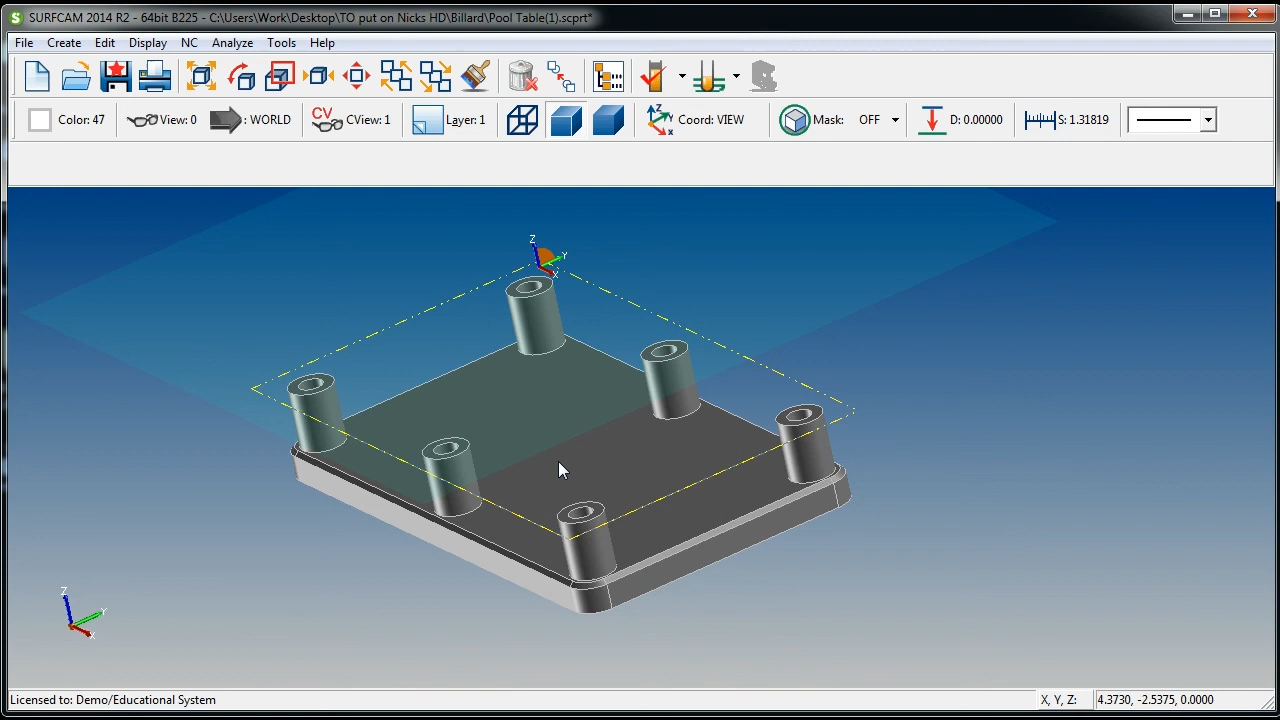 SURFCAM 2014 R2 - 64bit B225 - C:\Users\Work\Desktop\TO put on Nicks HD\Billard\Pool Table(1).scprt*
File Create Edit Display NC Analyze Tools Help
Color: 47 View: 0 : WORLD CV CView: 1 Layer: 1 Z Y X Coord: VIEW Mask: OFF D: 0.00000 S: 1.31819
Z
Y
X
Z
Y
X
Licensed to: Demo/Educational System X, Y, Z: 4.3730, -2.5375, 0.0000